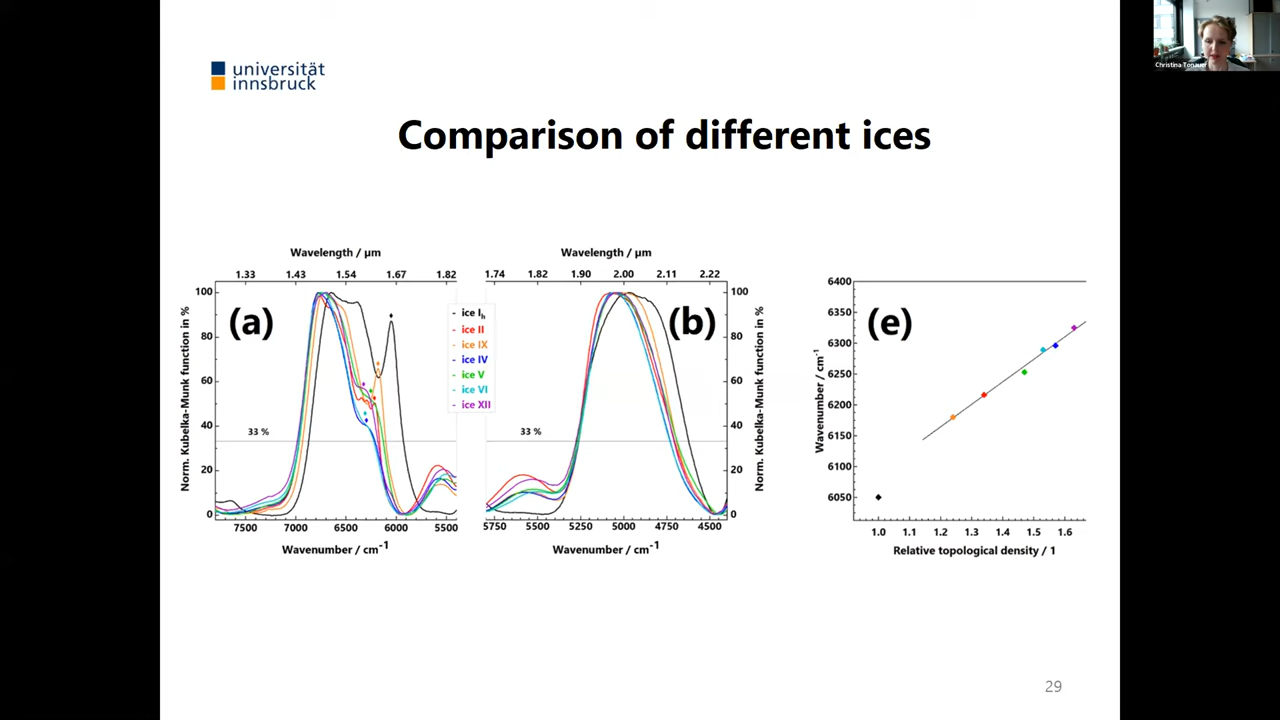 Christina Tonauer
universität
innsbruck
Comparison of different ices
Wavelength / µm
1.33 1.43 1.54 1.67 1.82
Norm. Kubelka-Munk function in %
100
80
60
40
20
0
(a)
33 %
7500 7000 6500 6000 5500
Wavenumber / cm-1
ice Ih
ice II
ice IX
ice IV
ice V
ice VI
ice XII
Wavelength / µm
1.74 1.82 1.90 2.00 2.11 2.22
(b)
33 %
100
80
60
40
20
0
Norm. Kubelka-Munk function in %
5750 5500 5250 5000 4750 4500
Wavenumber / cm-1
(e)
Wavenumber / cm-1
6400
6350
6300
6250
6200
6150
6100
6050
1.0 1.1 1.2 1.3 1.4 1.5 1.6
Relative topological density / 1
29